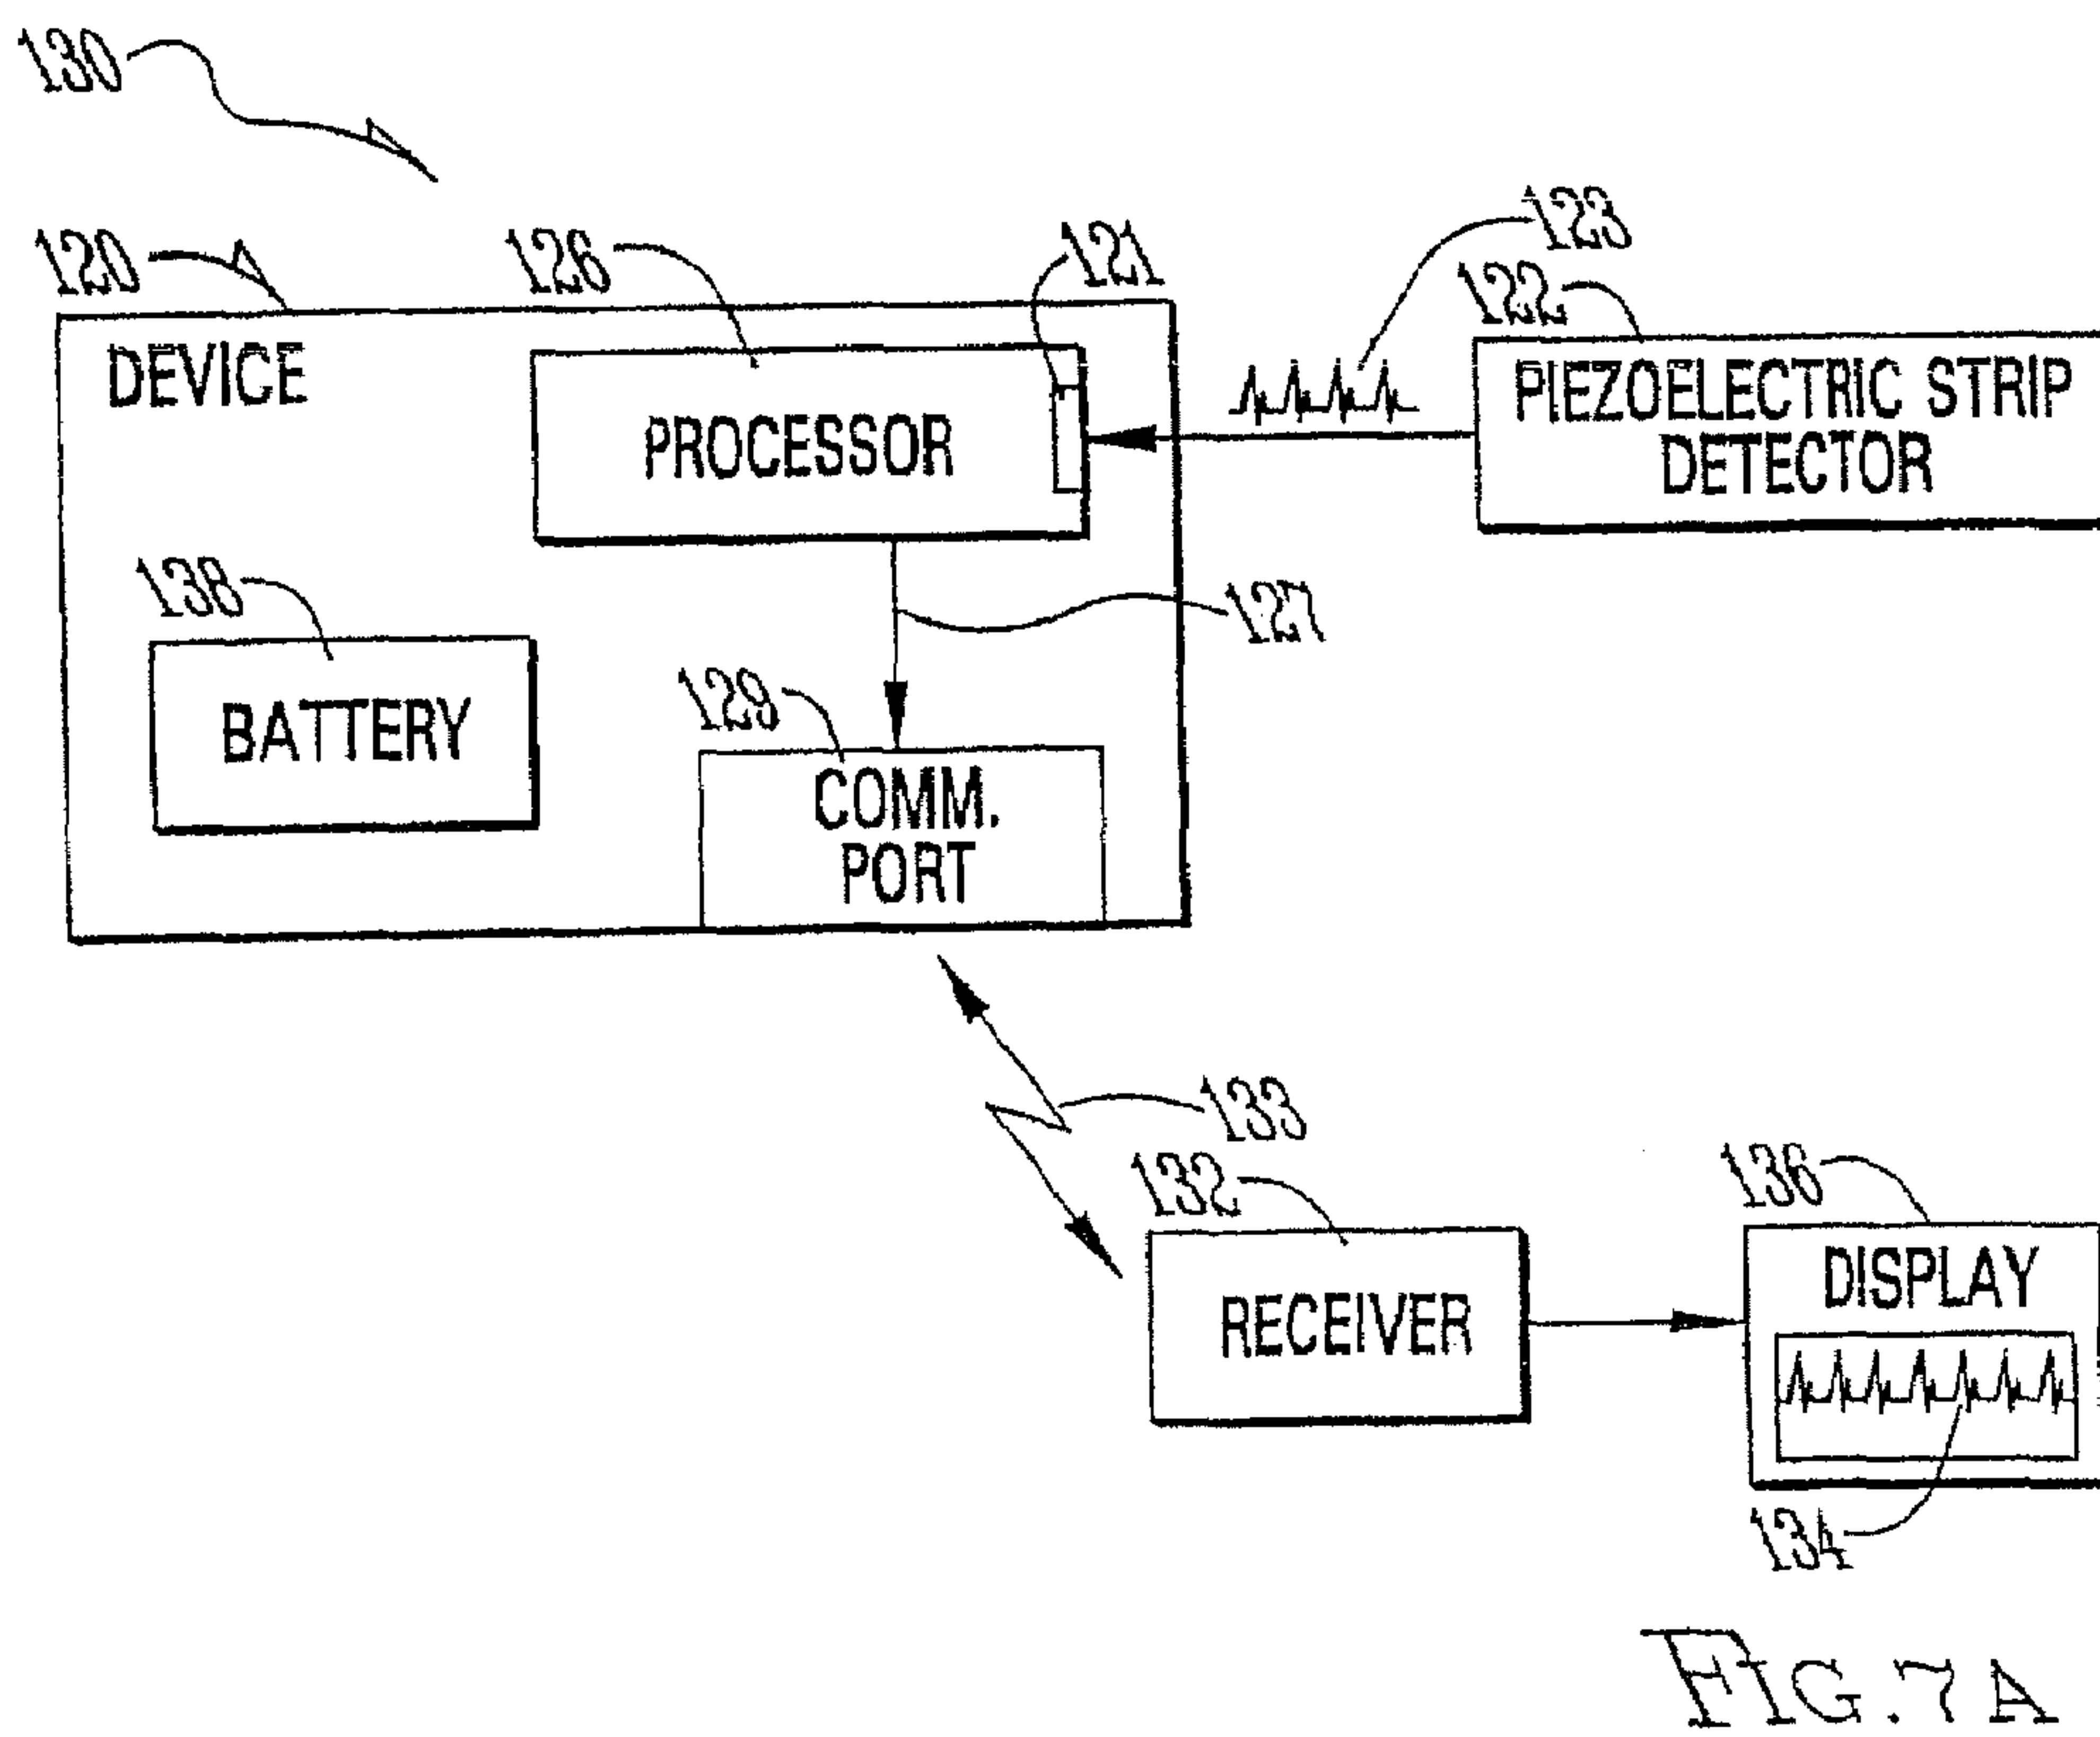 130
120
126
121
123
122
DEVICE
PROCESSOR
PIEZOELECTRIC STRIP
DETECTOR
138
127
129
BATTERY
COMM.
PORT
133
132
136
RECEIVER
DISPLAY
134
FIG. 7A